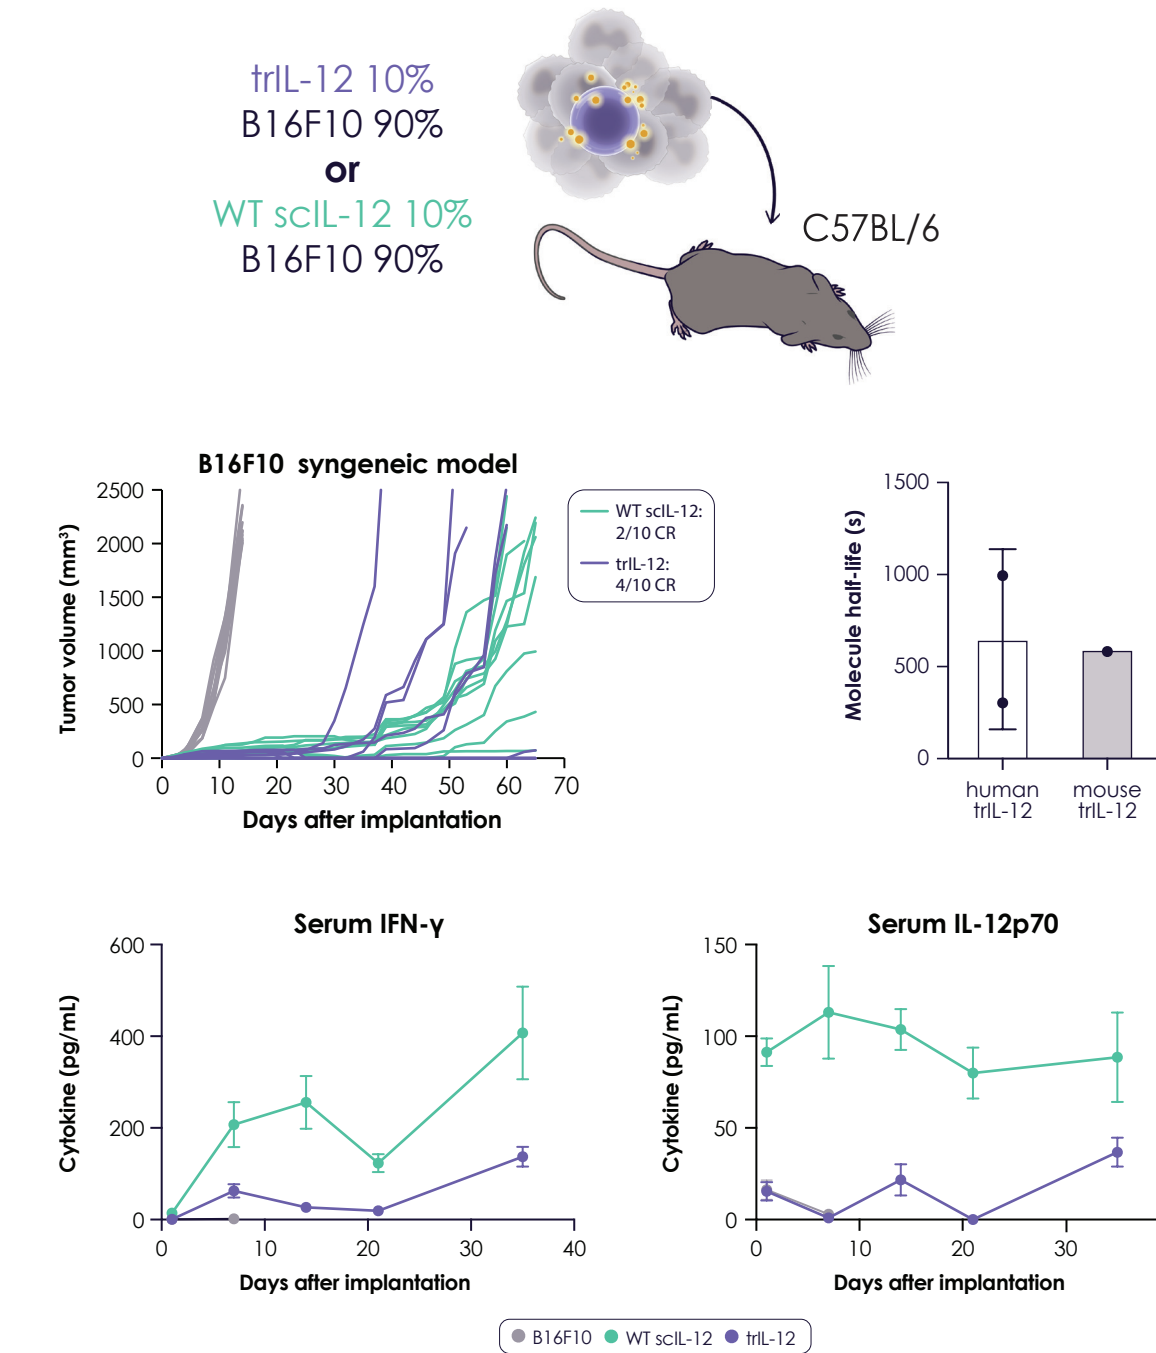 trIL-12 10%
B16F10 90%
or
WT scIL-12 10%
B16F10 90%
C57BL/6
B16F10 syngeneic model
Tumor volume (mm³)
2500
2000
1500
1000
500
0
0 10 20 30 40 50 60 70
Days after implantation
WT scIL-12:
2/10 CR
trIL-12:
4/10 CR
Molecule half-life (s)
1500
1000
500
0
human
trIL-12
mouse
trIL-12
Serum IFN-γ
Cytokine (pg/mL)
600
400
200
0
0 10 20 30 40
Days after implantation
Serum IL-12p70
Cytokine (pg/mL)
150
100
50
0
0 10 20 30
Days after implantation
B16F10 WT scIL-12 trIL-12